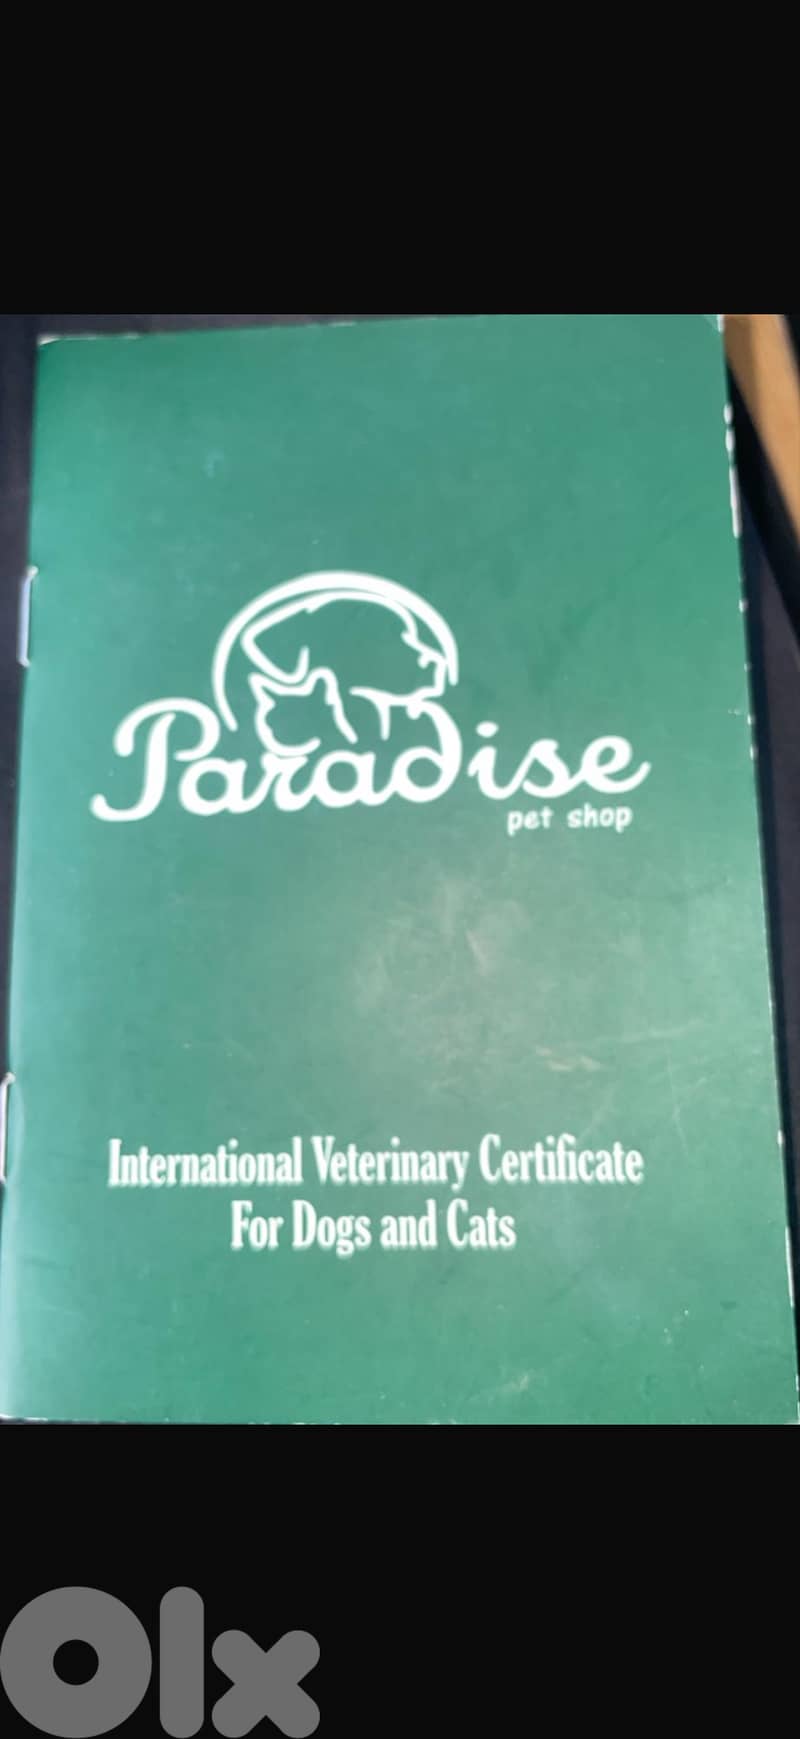 Paradise
pet shop
International Veterinary Certificate
For Dogs and Cats
Olx